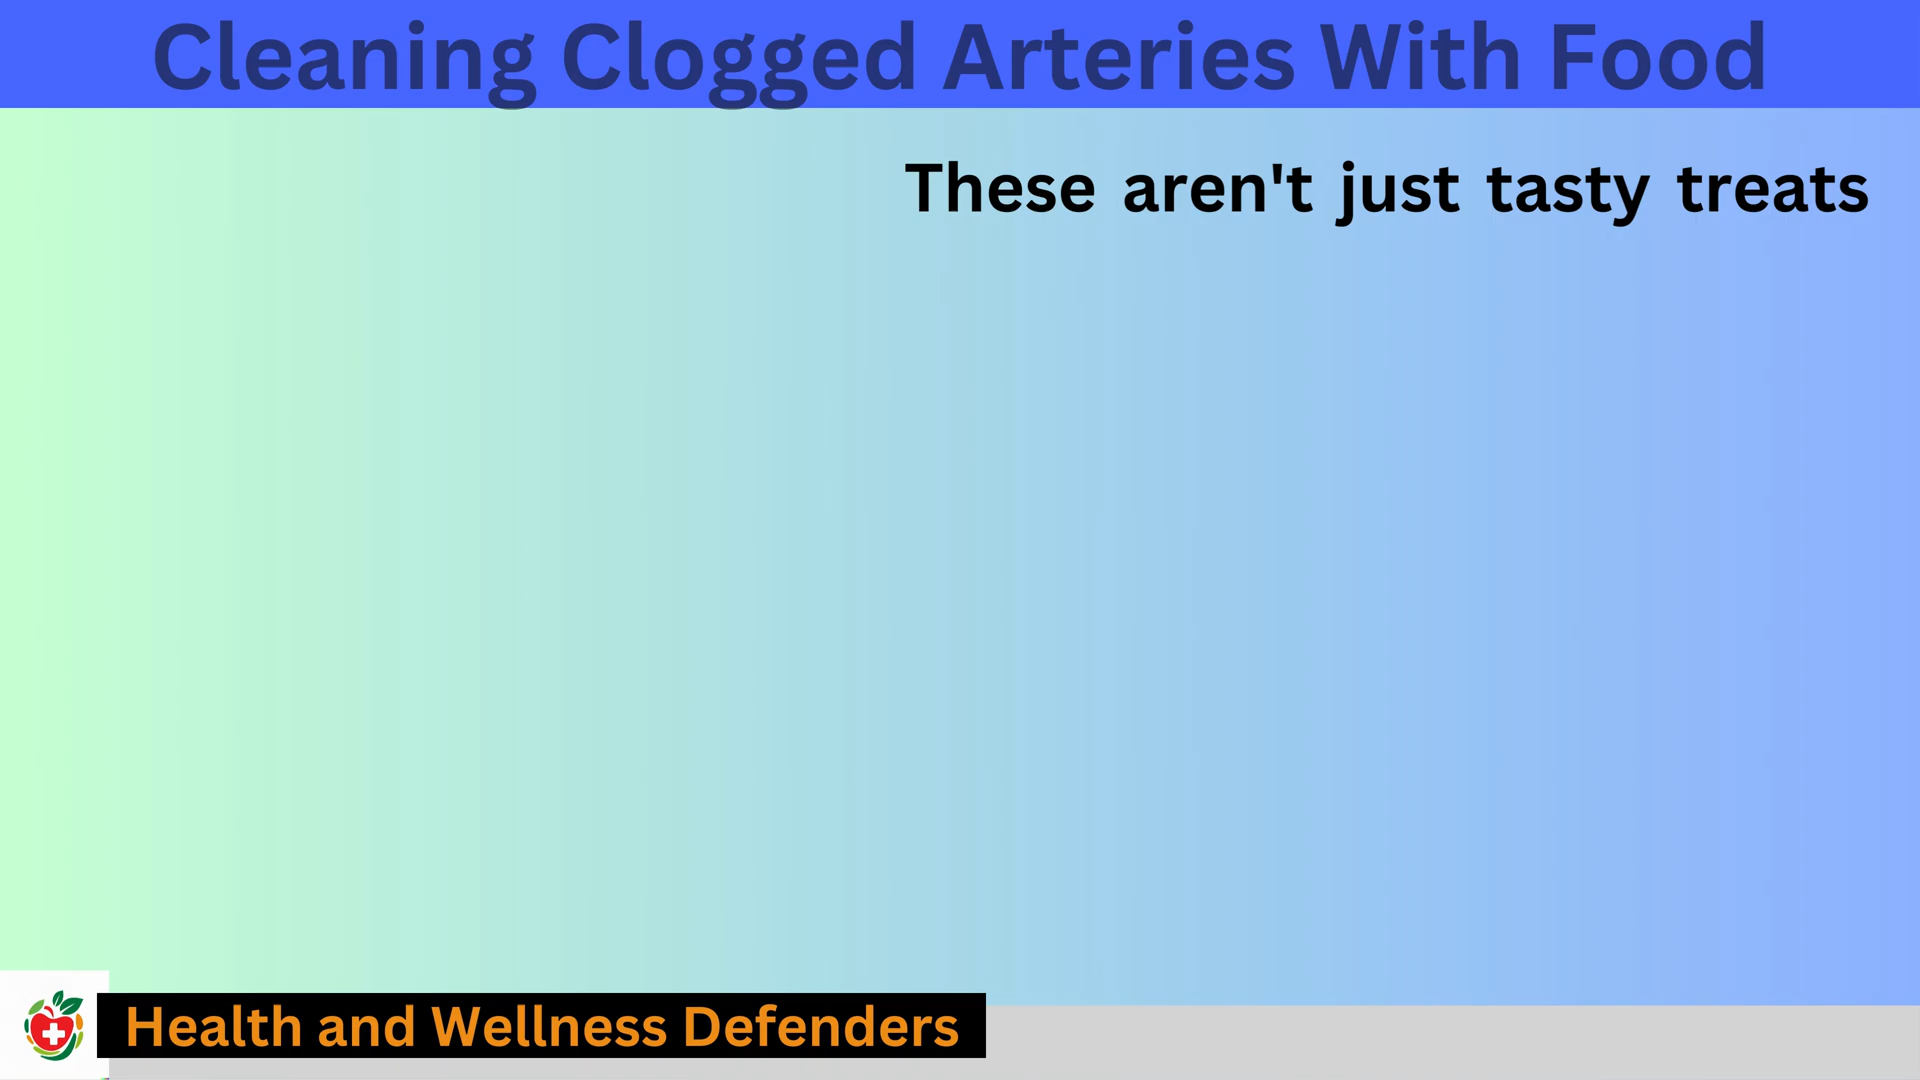 Cleaning Clogged Arteries With Food
These aren't just tasty treats
Health and Wellness Defenders